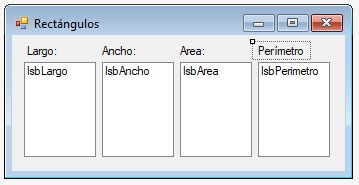 Rectángulos
Largo: Ancho: Area: Perímetro
lsbLargo lsbAncho lsbArea lsbPerimetro